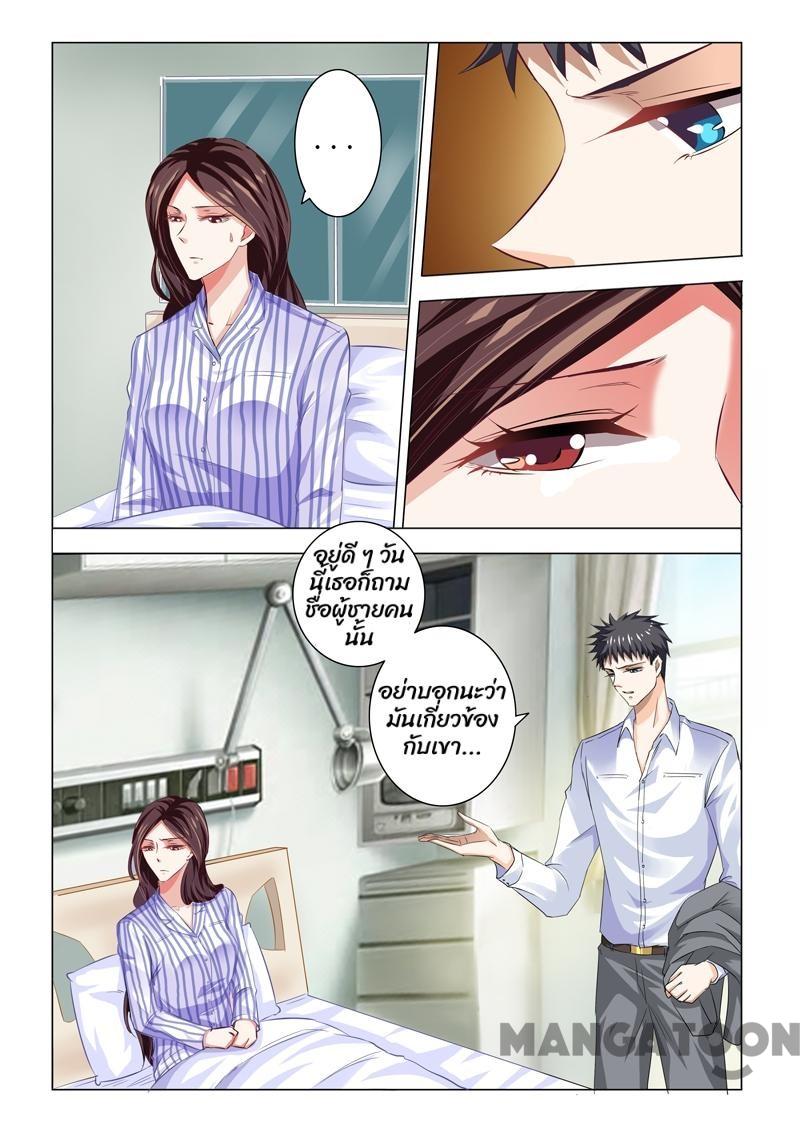 ...
อยู่ดี ๆ วัน
นี้เธอก็ถาม
ชื่อผู้ชายคน
นั้น
อย่าบอกนะว่า
มันเกี่ยวข้อง
กับเขา...
MANGATOON